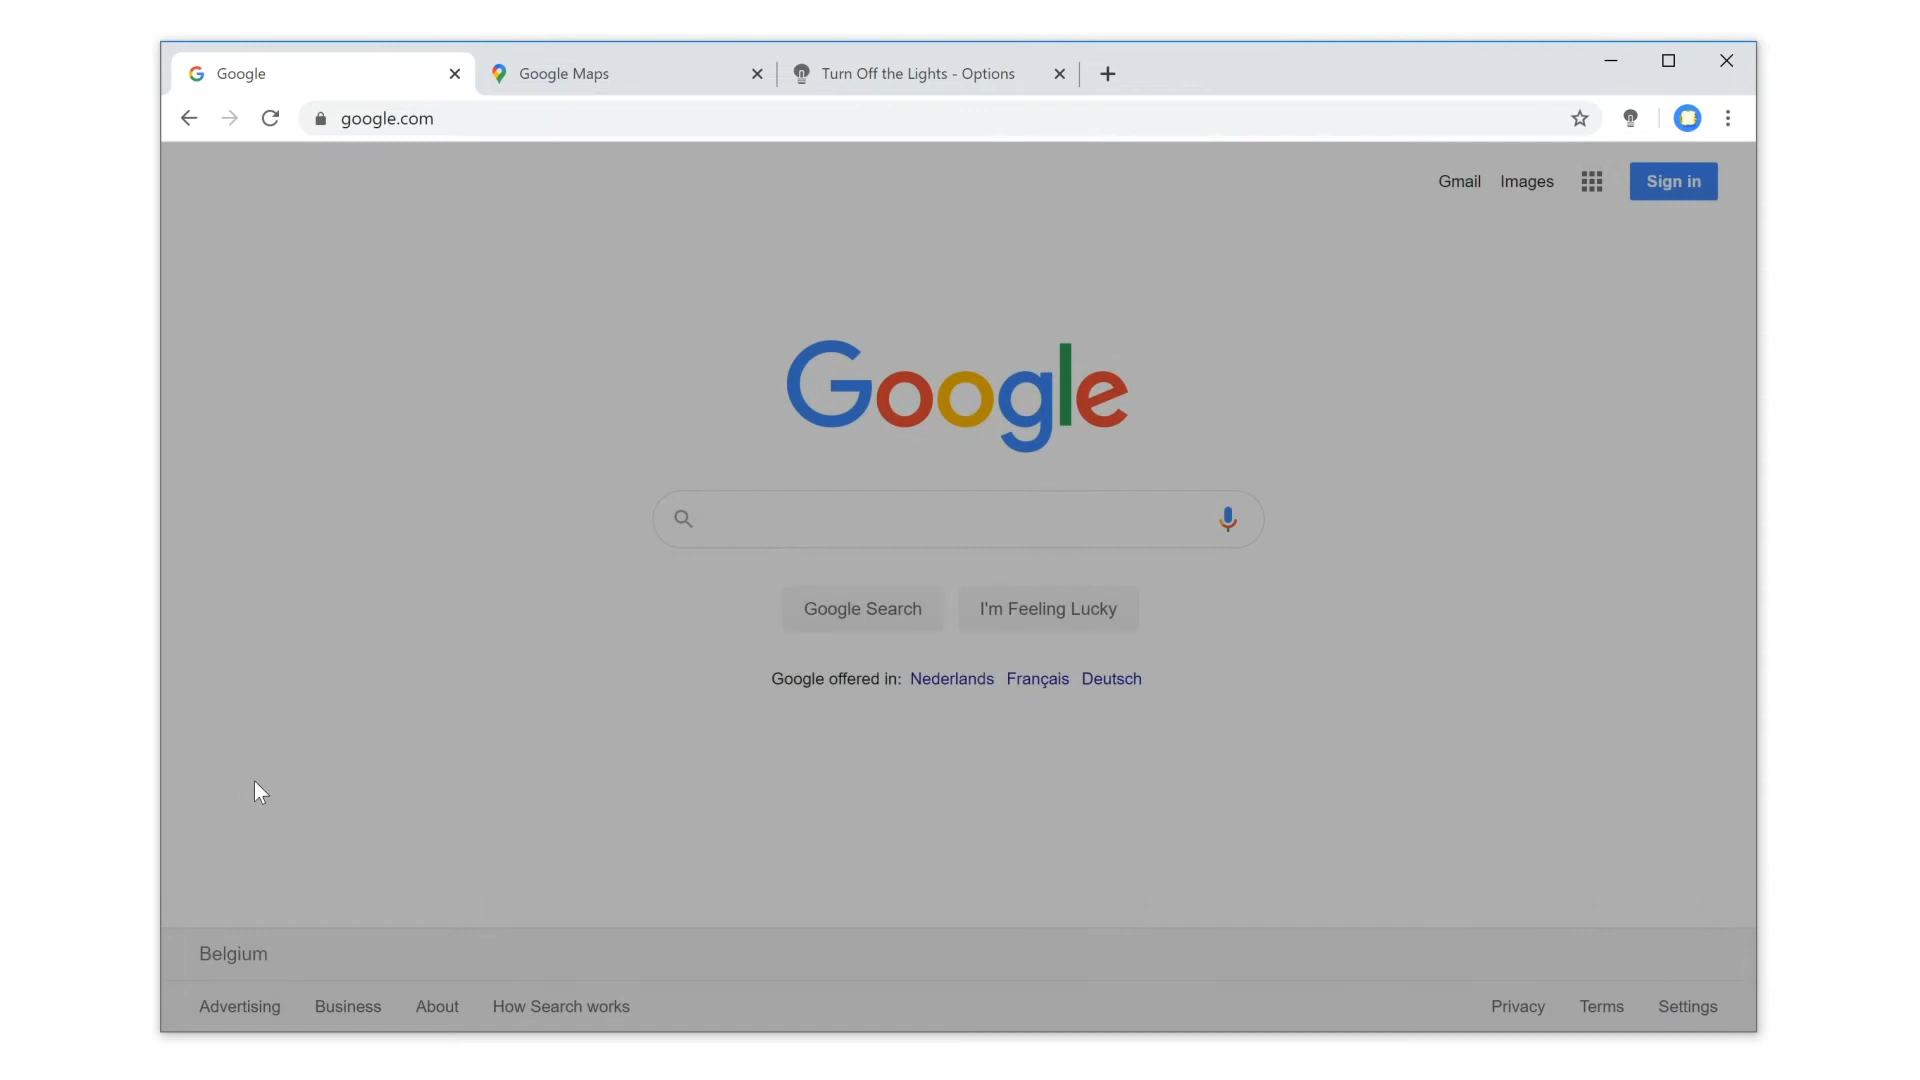 Google
Google Maps
Turn Off the Lights - Options
google.com
Gmail Images
Sign in
Google
Google Search
I'm Feeling Lucky
Google offered in: Nederlands Français Deutsch
Belgium
Advertising Business About How Search works
Privacy Terms Settings